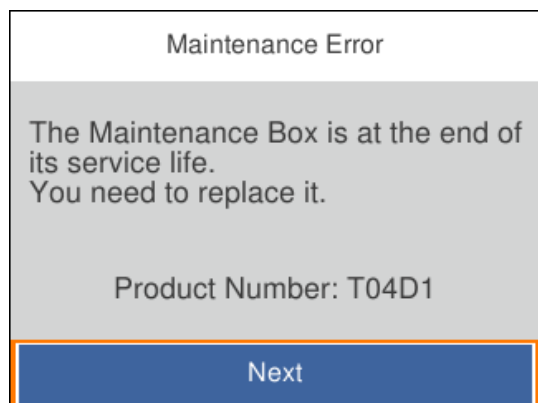 Maintenance Error
The Maintenance Box is at the end of
its service life.
You need to replace it.
Product Number: T04D1
Next